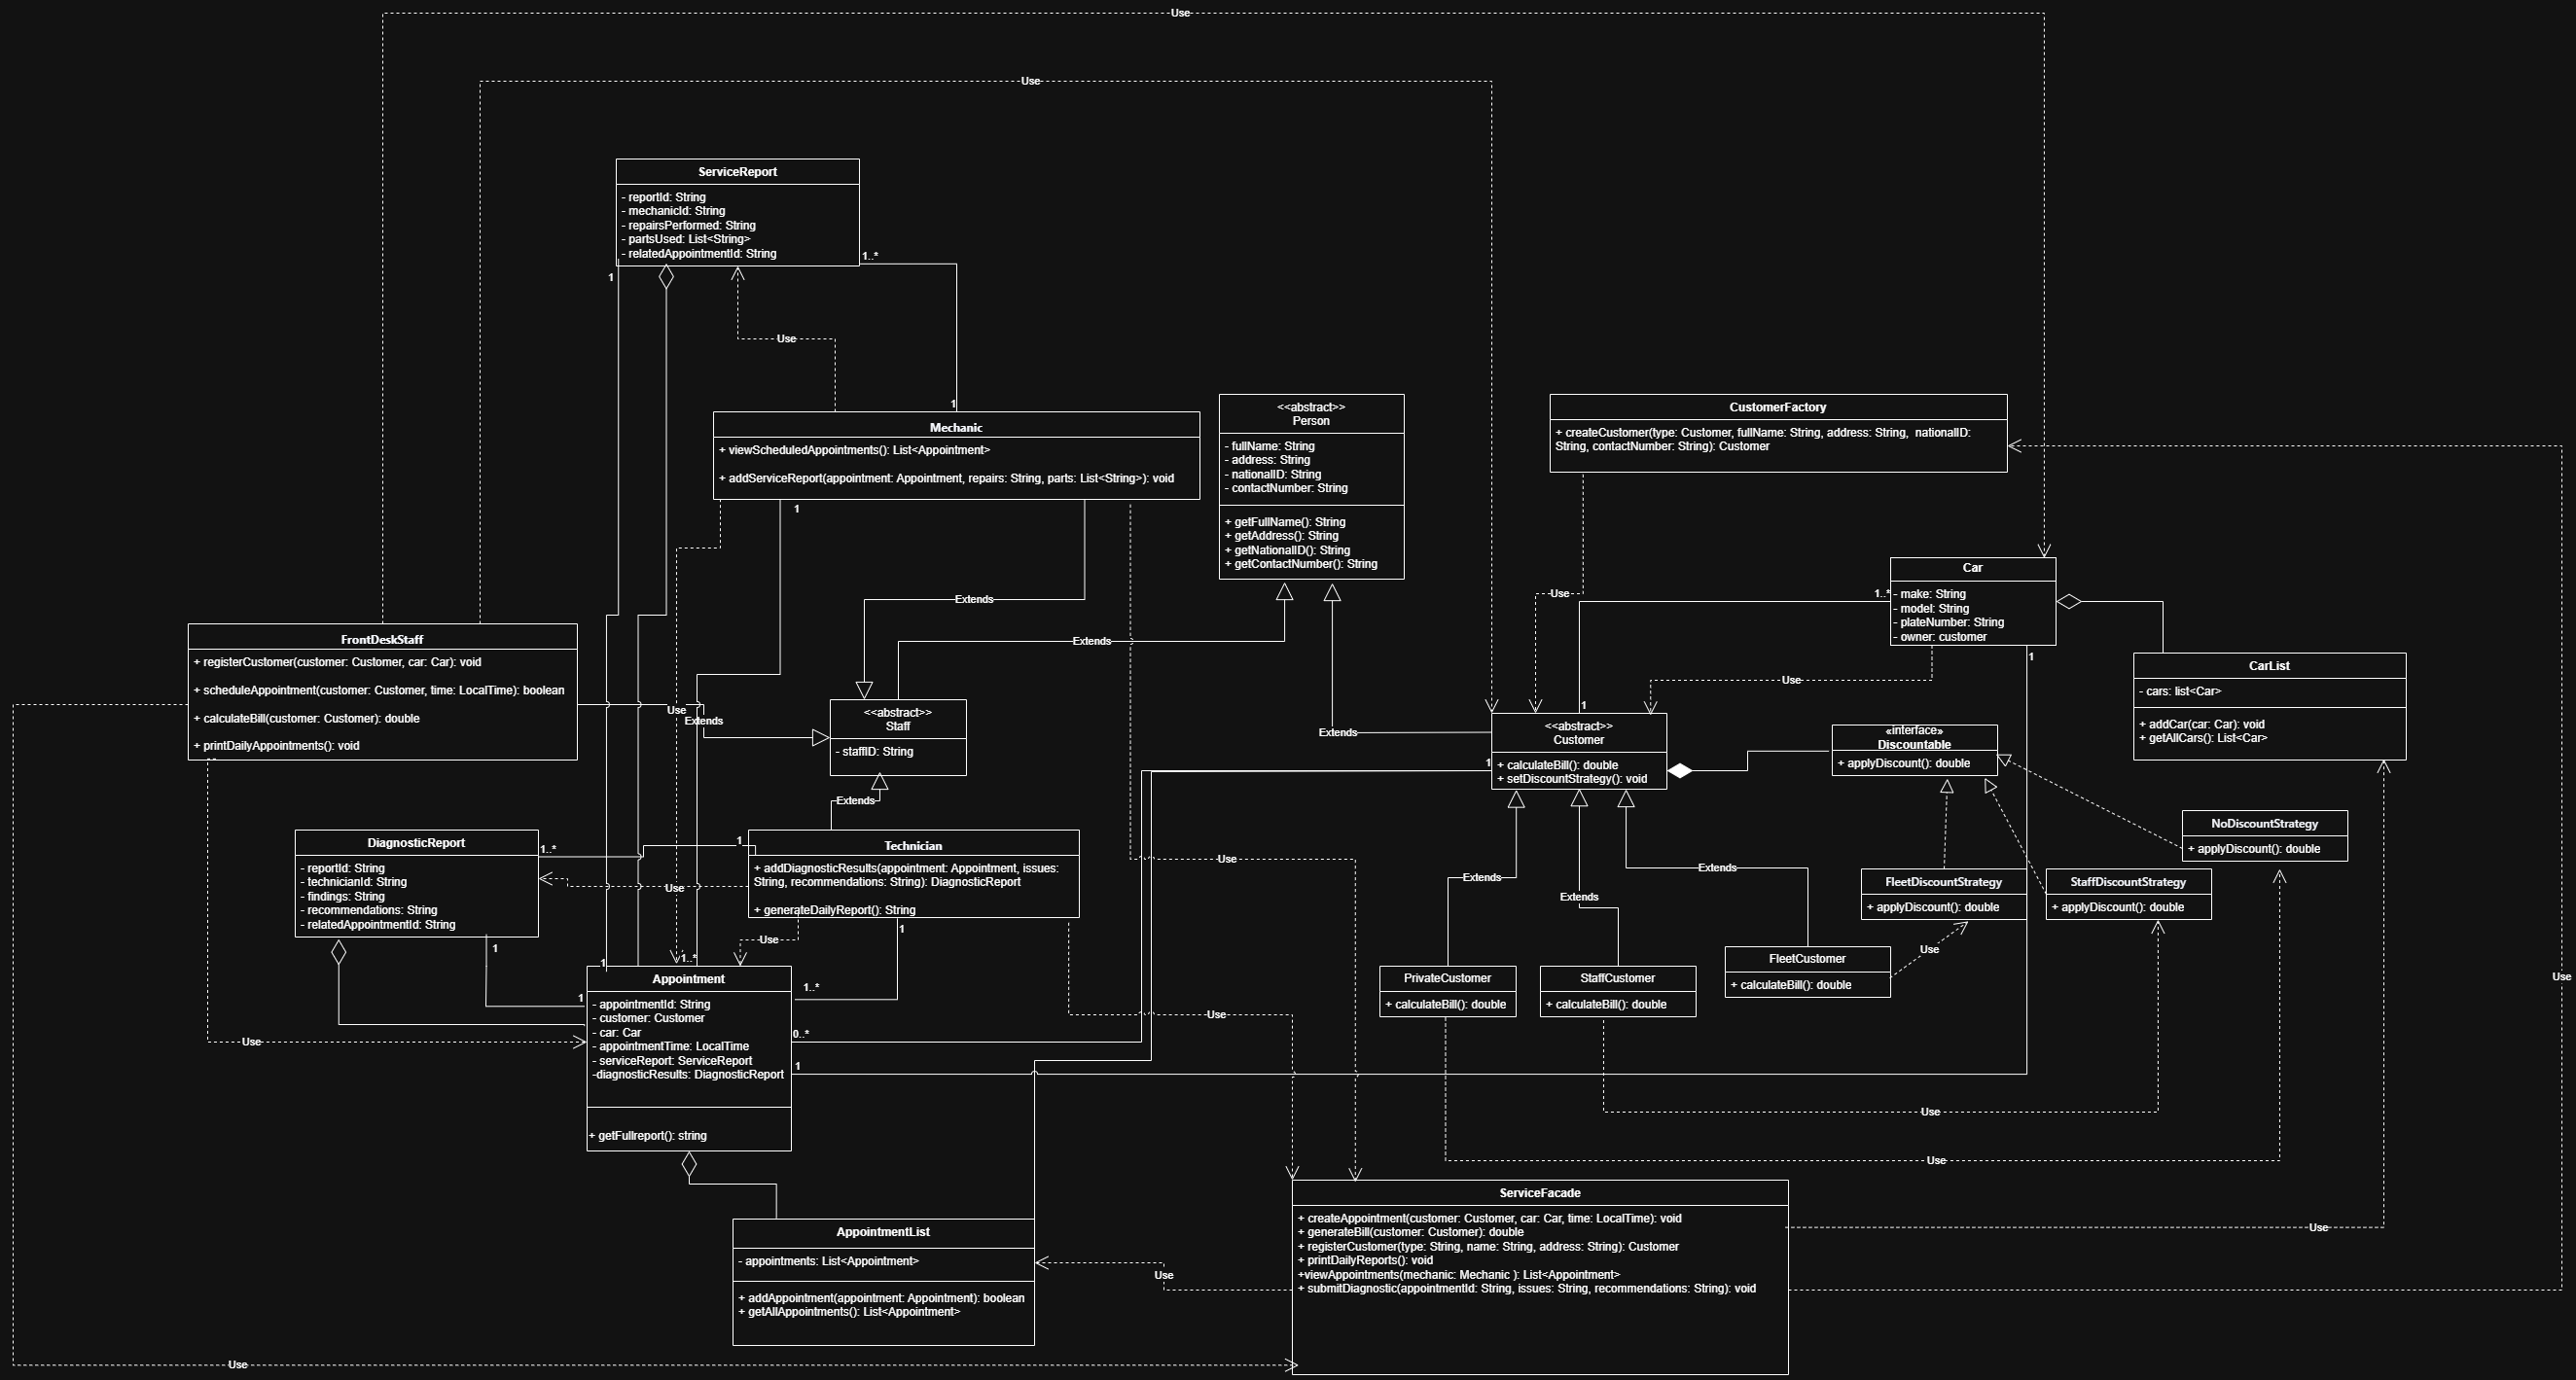 Use
Use
ServiceReport
- reportId: String
- mechanicId: String
- repairsPerformed: String
- partsUsed: List<String>
- relatedAppointmentId: String
1..*
1
Use
1
Mechanic
+ viewScheduledAppointments(): List<Appointment>
+ addServiceReport(appointment: Appointment, repairs: String, parts: List<String>): void
1
<<abstract>>
Person
- fullName: String
- address: String
- nationalID: String
- contactNumber: String
+ getFullName(): String
+ getAddress(): String
+ getNationalID(): String
+ getContactNumber(): String
CustomerFactory
+ createCustomer(type: Customer, fullName: String, address: String,  nationalID:
String, contactNumber: String): Customer
Use
Extends
Extends
Car
- make: String
- model: String
- plateNumber: String
- owner: customer
1..*
1
Use
FrontDeskStaff
+ registerCustomer(customer: Customer, car: Car): void
+ scheduleAppointment(customer: Customer, time: LocalTime): boolean
+ calculateBill(customer: Customer): double
+ printDailyAppointments(): void
Use
Extends
<<abstract>>
Staff
- staffID: String
Extends
Extends
1
<<abstract>>
Customer
+ calculateBill(): double
+ setDiscountStrategy(): void
1
«interface»
Discountable
+ applyDiscount(): double
CarList
- cars: list<Car>
+ addCar(car: Car): void
+ getAllCars(): List<Car>
NoDiscountStrategy
+ applyDiscount(): double
DiagnosticReport
- reportId: String
- technicianId: String
- findings: String
- recommendations: String
- relatedAppointmentId: String
1..*
1
Use
1
Technician
+ addDiagnosticResults(appointment: Appointment, issues:
String, recommendations: String): DiagnosticReport
+ generateDailyReport(): String
Use
1
Use
Extends
Extends
Extends
FleetDiscountStrategy
+ applyDiscount(): double
StaffDiscountStrategy
+ applyDiscount(): double
Use
PrivateCustomer
+ calculateBill(): double
StaffCustomer
+ calculateBill(): double
FleetCustomer
+ calculateBill(): double
1
1..*
1
1..*
0..*
1
Appointment
- appointmentId: String
- customer: Customer
- car: Car
- appointmentTime: LocalTime
- serviceReport: ServiceReport
-diagnosticResults: DiagnosticReport
+ getFullreport(): string
Use
Use
Use
Use
Use
AppointmentList
- appointments: List<Appointment>
+ addAppointment(appointment: Appointment): boolean
+ getAllAppointments(): List<Appointment>
Use
ServiceFacade
+ createAppointment(customer: Customer, car: Car, time: LocalTime): void
+ generateBill(customer: Customer): double
+ registerCustomer(type: String, name: String, address: String): Customer
+ printDailyReports(): void
+viewAppointments(mechanic: Mechanic ): List<Appointment>
+ submitDiagnostic(appointmentId: String, issues: String, recommendations: String): void
Use
Use